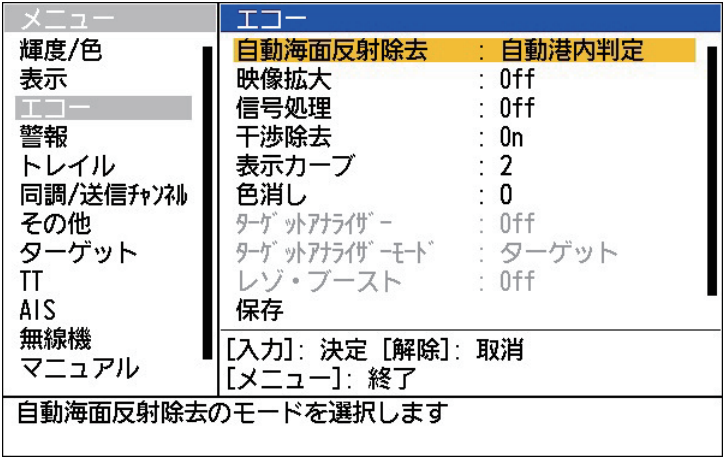 メニュー
輝度/色
表示
エコー
警報
トレイル
同調/送信ﾁｬﾝﾈﾙ
その他
ターゲット
TT
AIS
無線機
マニュアル
エコー
自動海面反射除去 : 自動港内判定
映像拡大 : Off
信号処理 : Off
干渉除去 : On
表示カーブ : 2
色消し : 0
ﾀｰｹﾞｯﾄｱﾅﾗｲｻﾞｰ : Off
ﾀｰｹﾞｯﾄｱﾅﾗｲｻﾞｰﾓｰﾄﾞ : ターゲット
レゾ・ブースト : Off
保存
[入力]: 決定 [解除]: 取消
[メニュー]: 終了
自動海面反射除去のモードを選択します